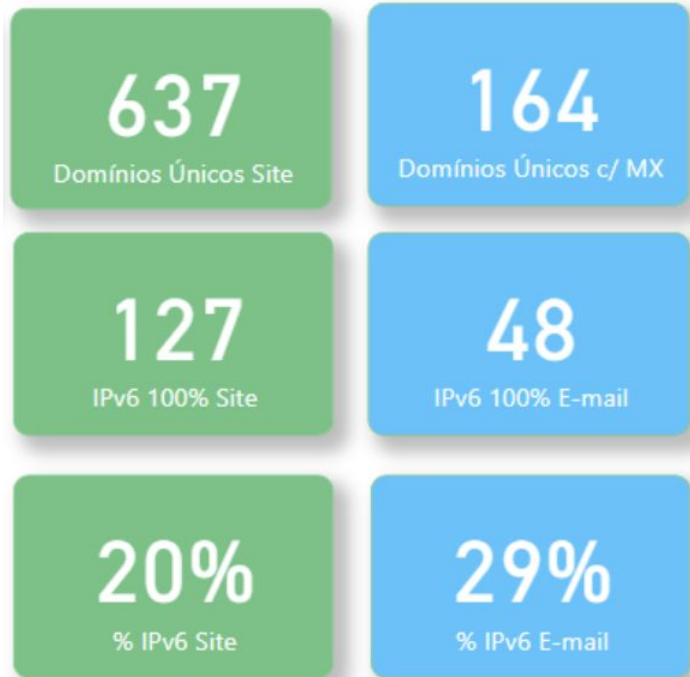 637
Domínios Únicos Site
164
Domínios Únicos c/ MX
127
IPv6 100% Site
48
IPv6 100% E-mail
20%
% IPv6 Site
29%
% IPv6 E-mail